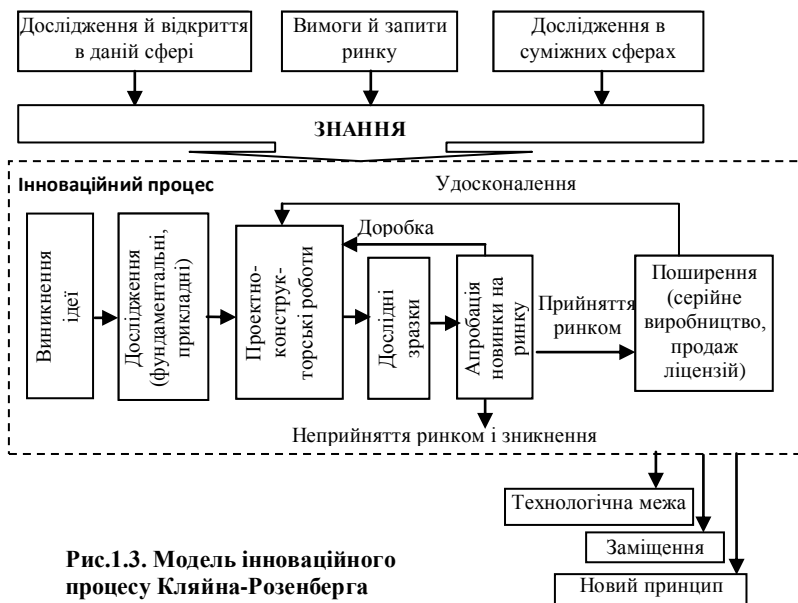 Дослідження й відкриття
в даній сфері
Вимоги й запити
ринку
Дослідження в
суміжних сферах
ЗНАННЯ
Інноваційний процес
Удосконалення
Доробка
Виникнення
ідеї
Дослідження
(фундаментальні,
прикладні)
Проектно-
конструк-
торські роботи
Дослідні
зразки
Апробація
новинки на
ринку
Прийняття
ринком
Поширення
(серійне
виробництво,
продаж
ліцензій)
Неприйняття ринком і зникнення
Технологічна межа
Заміщення
Новий принцип
Рис.1.3. Модель інноваційного
процесу Кляйна-Розенберга